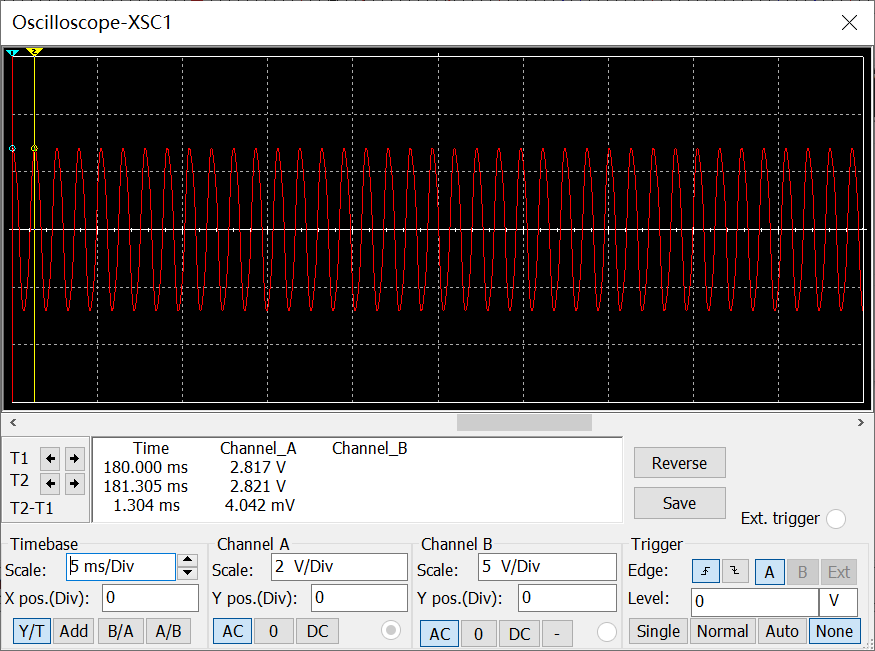 Oscilloscope-XSC1
1 2
Time Channel_A Channel_B
T1 180.000 ms 2.817 V
T2 181.305 ms 2.821 V
T2-T1 1.304 ms 4.042 mV
Reverse
Save
Ext. trigger
Timebase Channel A Channel B Trigger
Scale: 5 ms/Div Scale: 2 V/Div Scale: 5 V/Div Edge: A B Ext
X pos.(Div): 0 Y pos.(Div): 0 Y pos.(Div): 0 Level: 0 V
Y/T Add B/A A/B AC 0 DC AC 0 DC - Single Normal Auto None